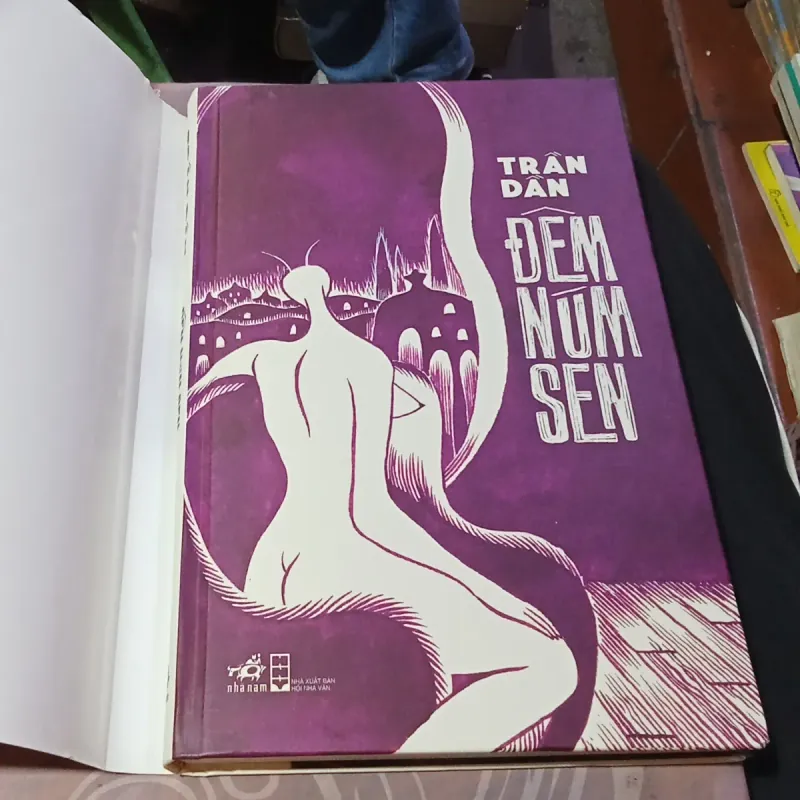 TRẦN
DẦN
ĐÊM
NÚM
SEN
nhã nam
NHÀ XUẤT BẢN
HỘI NHÀ VĂN